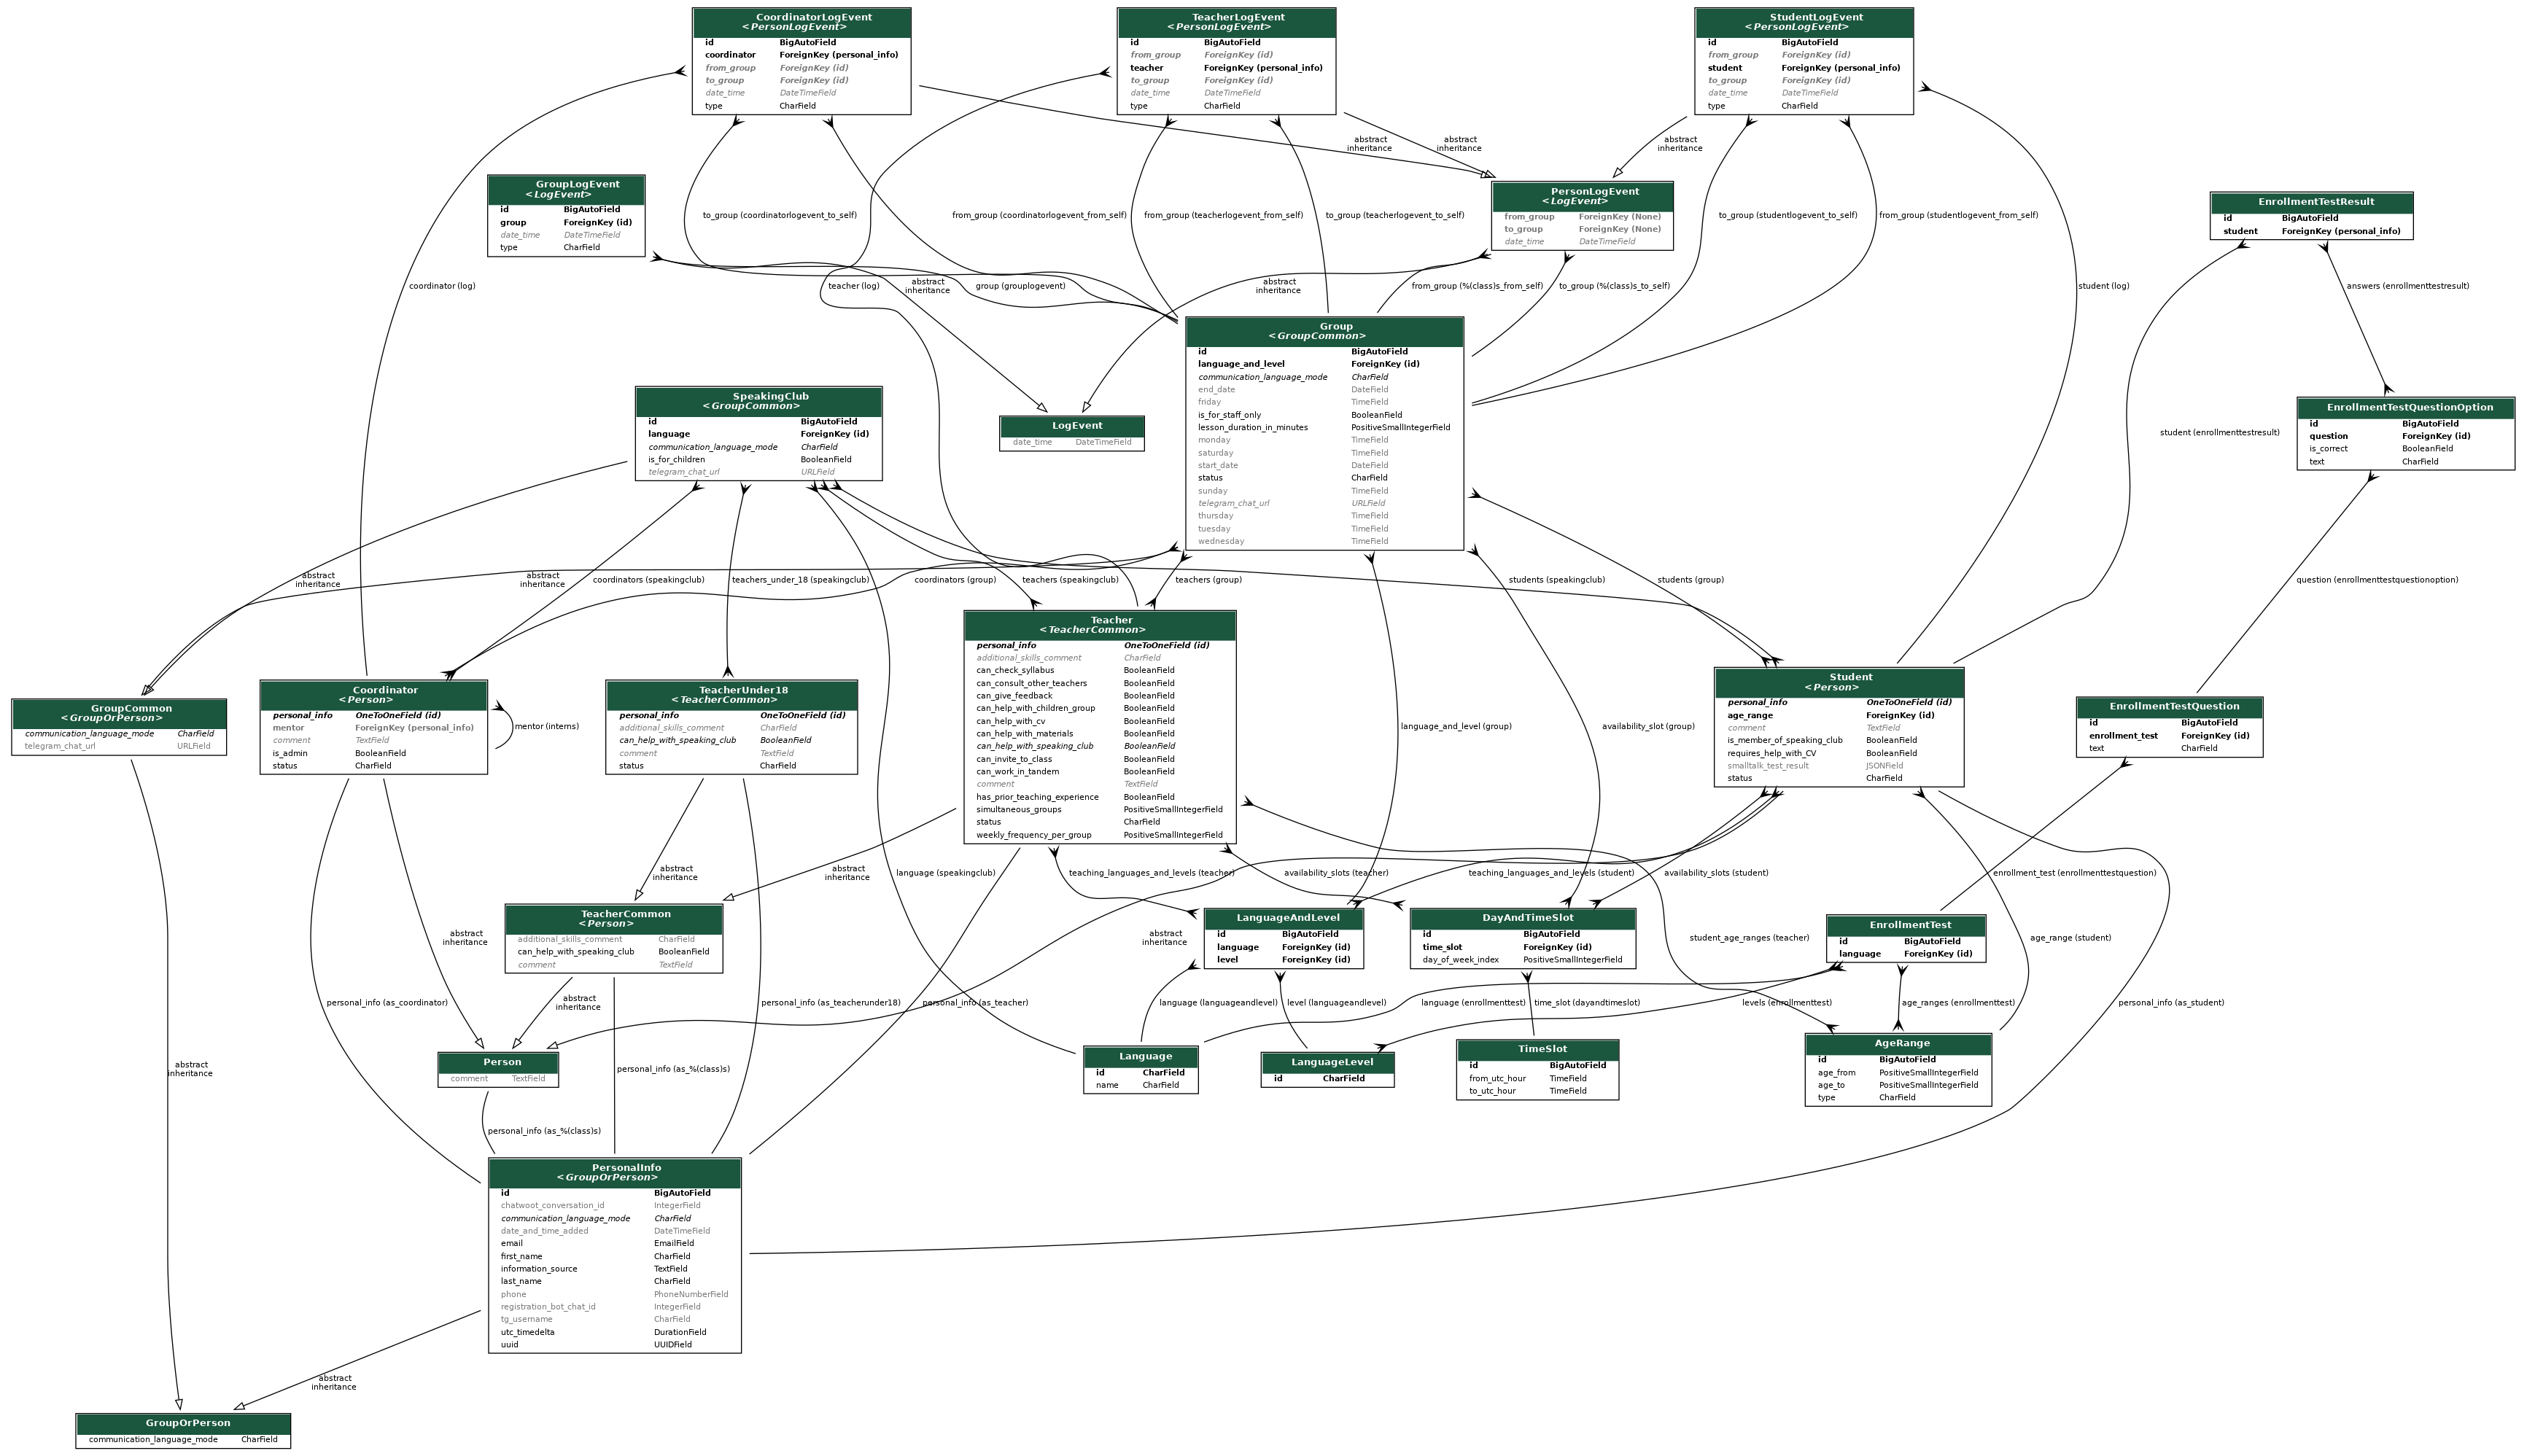 CoordinatorLogEvent
<PersonLogEvent>
id BigAutoField
coordinator ForeignKey (personal_info)
from_group ForeignKey (id)
to_group ForeignKey (id)
date_time DateTimeField
type CharField
TeacherLogEvent
<PersonLogEvent>
id BigAutoField
from_group ForeignKey (id)
teacher ForeignKey (personal_info)
to_group ForeignKey (id)
date_time DateTimeField
type CharField
StudentLogEvent
<PersonLogEvent>
id BigAutoField
from_group ForeignKey (id)
student ForeignKey (personal_info)
to_group ForeignKey (id)
date_time DateTimeField
type CharField
abstract
inheritance
abstract
inheritance
abstract
inheritance
GroupLogEvent
<LogEvent>
id BigAutoField
group ForeignKey (id)
date_time DateTimeField
type CharField
PersonLogEvent
<LogEvent>
from_group ForeignKey (None)
to_group ForeignKey (None)
date_time DateTimeField
EnrollmentTestResult
id BigAutoField
student ForeignKey (personal_info)
to_group (coordinatorlogevent_to_self)
from_group (coordinatorlogevent_from_self)
from_group (teacherlogevent_from_self)
to_group (teacherlogevent_to_self)
to_group (studentlogevent_to_self)
from_group (studentlogevent_from_self)
coordinator (log)
teacher (log)
abstract
inheritance
group (grouplogevent)
abstract
inheritance
from_group (%(class)s_from_self)
to_group (%(class)s_to_self)
student (log)
answers (enrollmenttestresult)
Group
<GroupCommon>
id BigAutoField
language_and_level ForeignKey (id)
communication_language_mode CharField
end_date DateField
friday TimeField
is_for_staff_only BooleanField
lesson_duration_in_minutes PositiveSmallIntegerField
monday TimeField
saturday TimeField
start_date DateField
status CharField
sunday TimeField
telegram_chat_url URLField
thursday TimeField
tuesday TimeField
wednesday TimeField
SpeakingClub
<GroupCommon>
id BigAutoField
language ForeignKey (id)
communication_language_mode CharField
is_for_children BooleanField
telegram_chat_url URLField
LogEvent
date_time DateTimeField
student (enrollmenttestresult)
EnrollmentTestQuestionOption
id BigAutoField
question ForeignKey (id)
is_correct BooleanField
text CharField
abstract
inheritance
abstract
inheritance
coordinators (speakingclub)
teachers_under_18 (speakingclub)
coordinators (group)
teachers (speakingclub)
teachers (group)
students (speakingclub)
students (group)
question (enrollmenttestquestionoption)
Teacher
<TeacherCommon>
personal_info OneToOneField (id)
additional_skills_comment CharField
can_check_syllabus BooleanField
can_consult_other_teachers BooleanField
can_give_feedback BooleanField
can_help_with_children_group BooleanField
can_help_with_cv BooleanField
can_help_with_materials BooleanField
can_help_with_speaking_club BooleanField
can_invite_to_class BooleanField
can_work_in_tandem BooleanField
comment TextField
has_prior_teaching_experience BooleanField
simultaneous_groups PositiveSmallIntegerField
status CharField
weekly_frequency_per_group PositiveSmallIntegerField
GroupCommon
<GroupOrPerson>
communication_language_mode CharField
telegram_chat_url URLField
Coordinator
<Person>
personal_info OneToOneField (id)
mentor ForeignKey (personal_info)
comment TextField
is_admin BooleanField
status CharField
mentor (interns)
TeacherUnder18
<TeacherCommon>
personal_info OneToOneField (id)
additional_skills_comment CharField
can_help_with_speaking_club BooleanField
comment TextField
status CharField
language_and_level (group)
availability_slot (group)
Student
<Person>
personal_info OneToOneField (id)
age_range ForeignKey (id)
comment TextField
is_member_of_speaking_club BooleanField
requires_help_with_CV BooleanField
smalltalk_test_result JSONField
status CharField
EnrollmentTestQuestion
id BigAutoField
enrollment_test ForeignKey (id)
text CharField
abstract
inheritance
abstract
inheritance
language (speakingclub)
teaching_languages_and_levels (teacher)
availability_slots (teacher)
teaching_languages_and_levels (student)
availability_slots (student)
enrollment_test (enrollmenttestquestion)
TeacherCommon
<Person>
additional_skills_comment CharField
can_help_with_speaking_club BooleanField
comment TextField
abstract
inheritance
abstract
inheritance
LanguageAndLevel
id BigAutoField
language ForeignKey (id)
level ForeignKey (id)
DayAndTimeSlot
id BigAutoField
time_slot ForeignKey (id)
day_of_week_index PositiveSmallIntegerField
student_age_ranges (teacher)
EnrollmentTest
id BigAutoField
language ForeignKey (id)
age_range (student)
personal_info (as_coordinator)
abstract
inheritance
personal_info (as_teacherunder18)
personal_info (as_teacher)
language (languageandlevel)
level (languageandlevel)
language (enrollmenttest)
time_slot (dayandtimeslot)
levels (enrollmenttest)
age_ranges (enrollmenttest)
personal_info (as_student)
abstract
inheritance
Person
comment TextField
personal_info (as_%(class)s)
Language
id CharField
name CharField
LanguageLevel
id CharField
TimeSlot
id BigAutoField
from_utc_hour TimeField
to_utc_hour TimeField
AgeRange
id BigAutoField
age_from PositiveSmallIntegerField
age_to PositiveSmallIntegerField
type CharField
personal_info (as_%(class)s)
PersonalInfo
<GroupOrPerson>
id BigAutoField
chatwoot_conversation_id IntegerField
communication_language_mode CharField
date_and_time_added DateTimeField
email EmailField
first_name CharField
information_source TextField
last_name CharField
phone PhoneNumberField
registration_bot_chat_id IntegerField
tg_username CharField
utc_timedelta DurationField
uuid UUIDField
abstract
inheritance
GroupOrPerson
communication_language_mode CharField